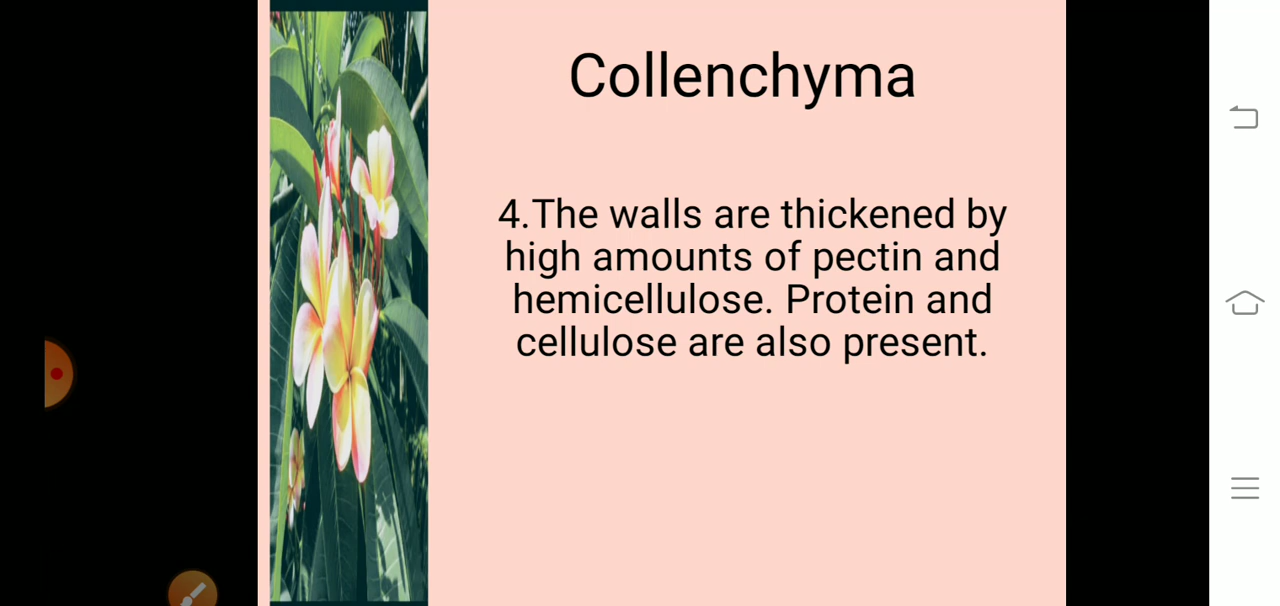 Collenchyma
4.The walls are thickened by
high amounts of pectin and
hemicellulose. Protein and
cellulose are also present.